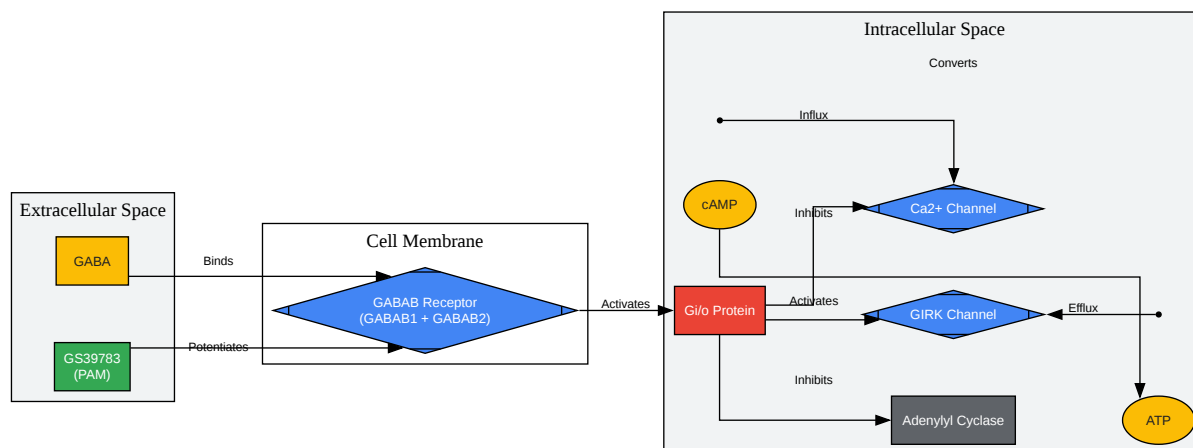 Intracellular Space
Converts
Influx
Extracellular Space
cAMP
Ca2+ Channel
Inhibits
Cell Membrane
GABA
Binds
GABAB Receptor
(GABAB1 + GABAB2)
Activates
Gi/o Protein
Activates
GIRK Channel
Efflux
GS39783
(PAM)
Potentiates
Inhibits
Adenylyl Cyclase
ATP